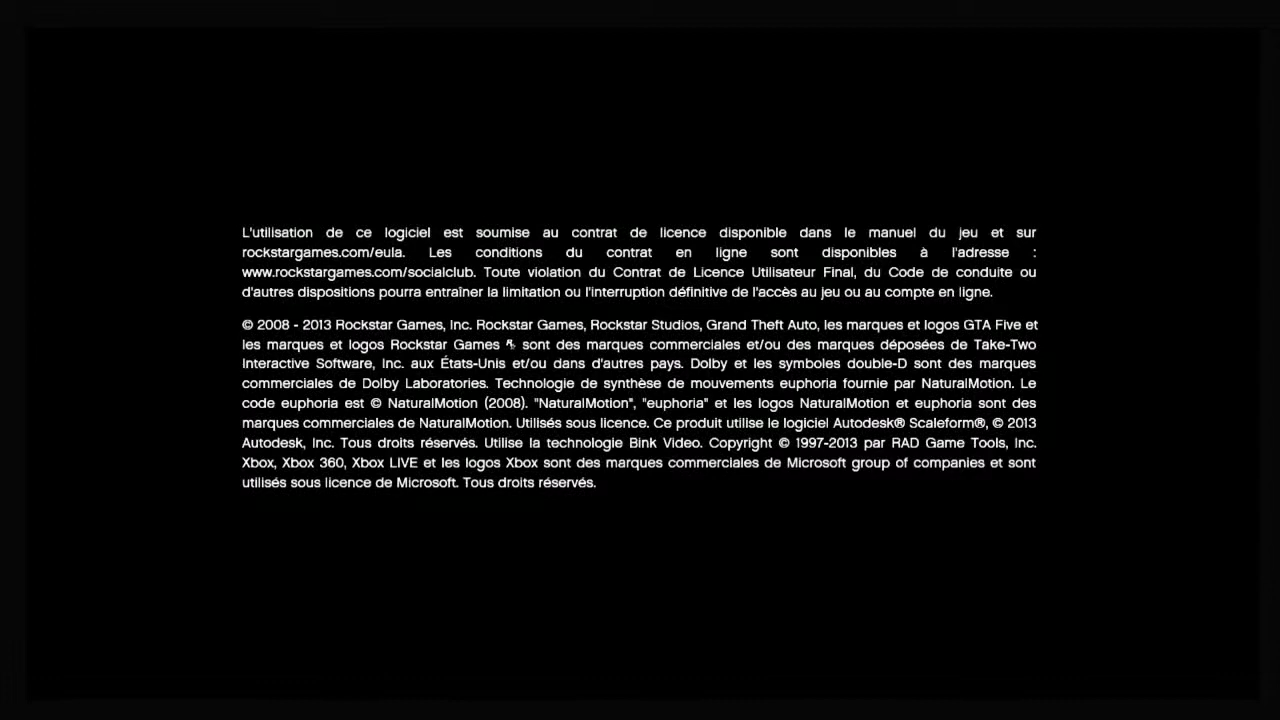 L'utilisation de ce logiciel est soumise au contrat de licence disponible dans le manuel du jeu et sur
rockstargames.com/eula. Les conditions du contrat en ligne sont disponibles à l'adresse :
www.rockstargames.com/socialclub. Toute violation du Contrat de Licence Utilisateur Final, du Code de conduite ou
d'autres dispositions pourra entraîner la limitation ou l'interruption définitive de l'accès au jeu ou au compte en ligne.
© 2008 - 2013 Rockstar Games, Inc. Rockstar Games, Rockstar Studios, Grand Theft Auto, les marques et logos GTA Five et
les marques et logos Rockstar Games sont des marques commerciales et/ou des marques déposées de Take-Two
Interactive Software, Inc. aux États-Unis et/ou dans d'autres pays. Dolby et les symboles double-D sont des marques
commerciales de Dolby Laboratories. Technologie de synthèse de mouvements euphoria fournie par NaturalMotion. Le
code euphoria est © NaturalMotion (2008). "NaturalMotion", "euphoria" et les logos NaturalMotion et euphoria sont des
marques commerciales de NaturalMotion. Utilisés sous licence. Ce produit utilise le logiciel Autodesk® Scaleform®, © 2013
Autodesk, Inc. Tous droits réservés. Utilise la technologie Bink Video. Copyright © 1997-2013 par RAD Game Tools, Inc.
Xbox, Xbox 360, Xbox LIVE et les logos Xbox sont des marques commerciales de Microsoft group of companies et sont
utilisés sous licence de Microsoft. Tous droits réservés.